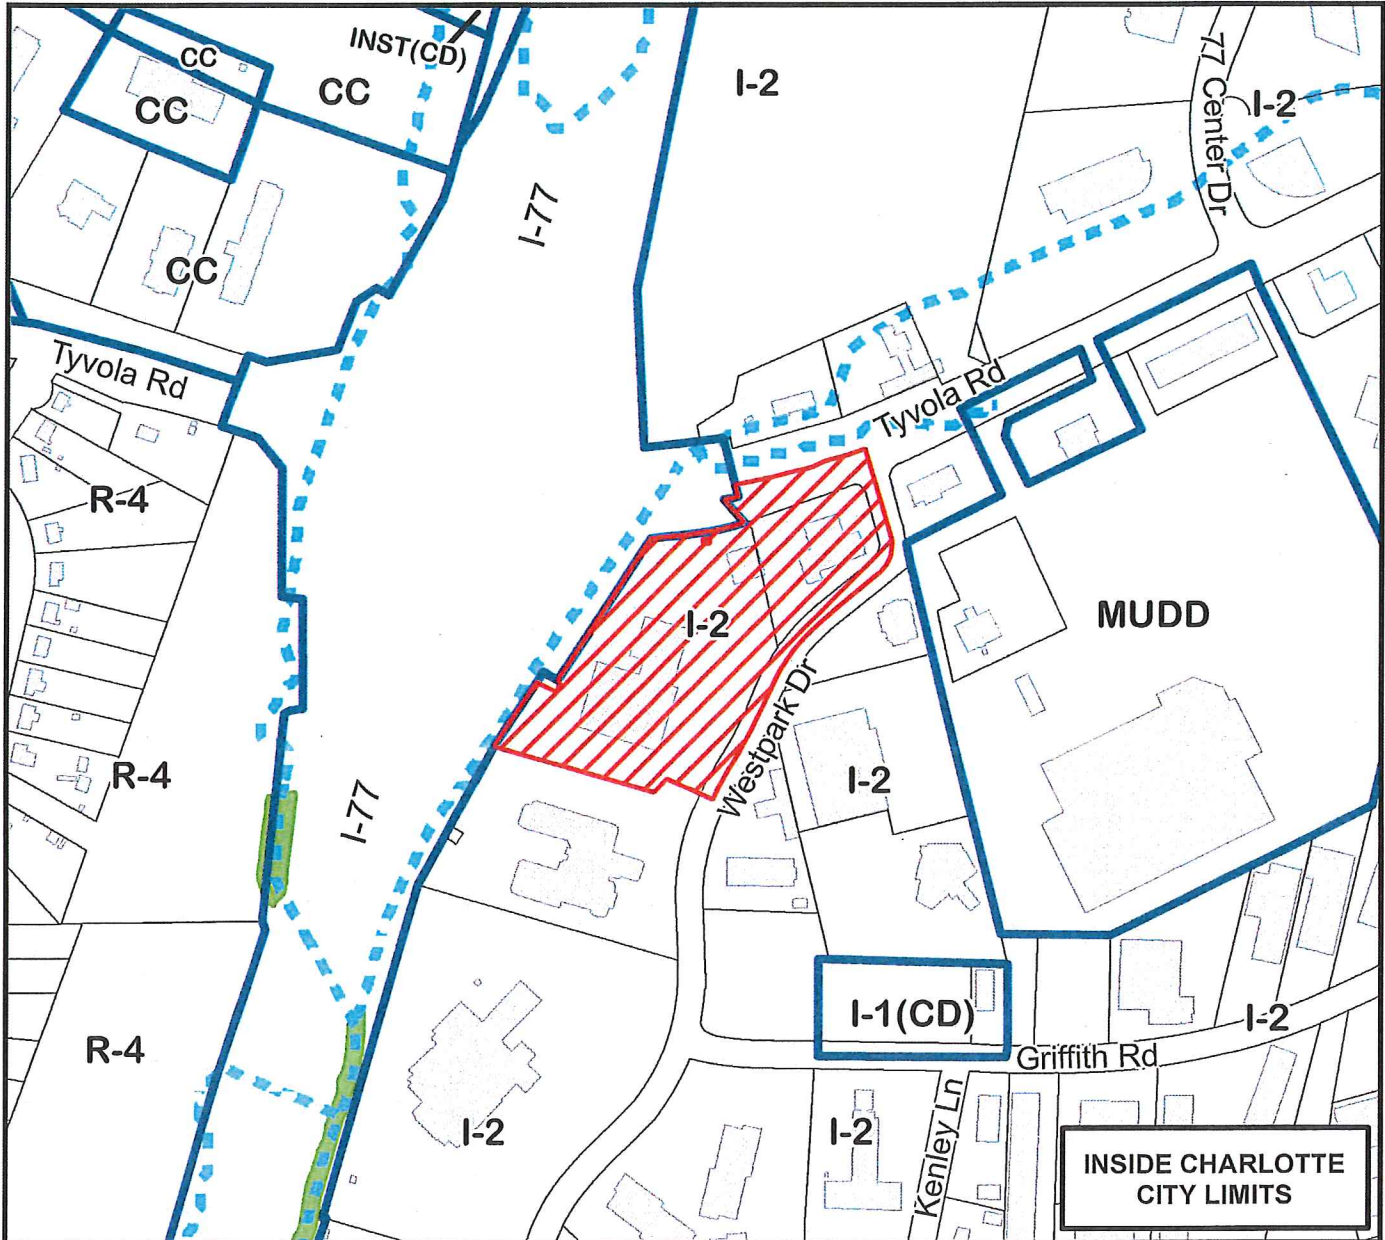 INST(CD)
CC
CC
CC
I-2
77 Center Dr
I-2
I-77
CC
Tyvola Rd
Tyvola Rd
R-4
I-2
MUDD
Westpark Dr
R-4
I-77
I-2
I-1(CD)
I-2
R-4
Griffith Rd
I-2
I-2
Kenley Ln
INSIDE CHARLOTTE
CITY LIMITS